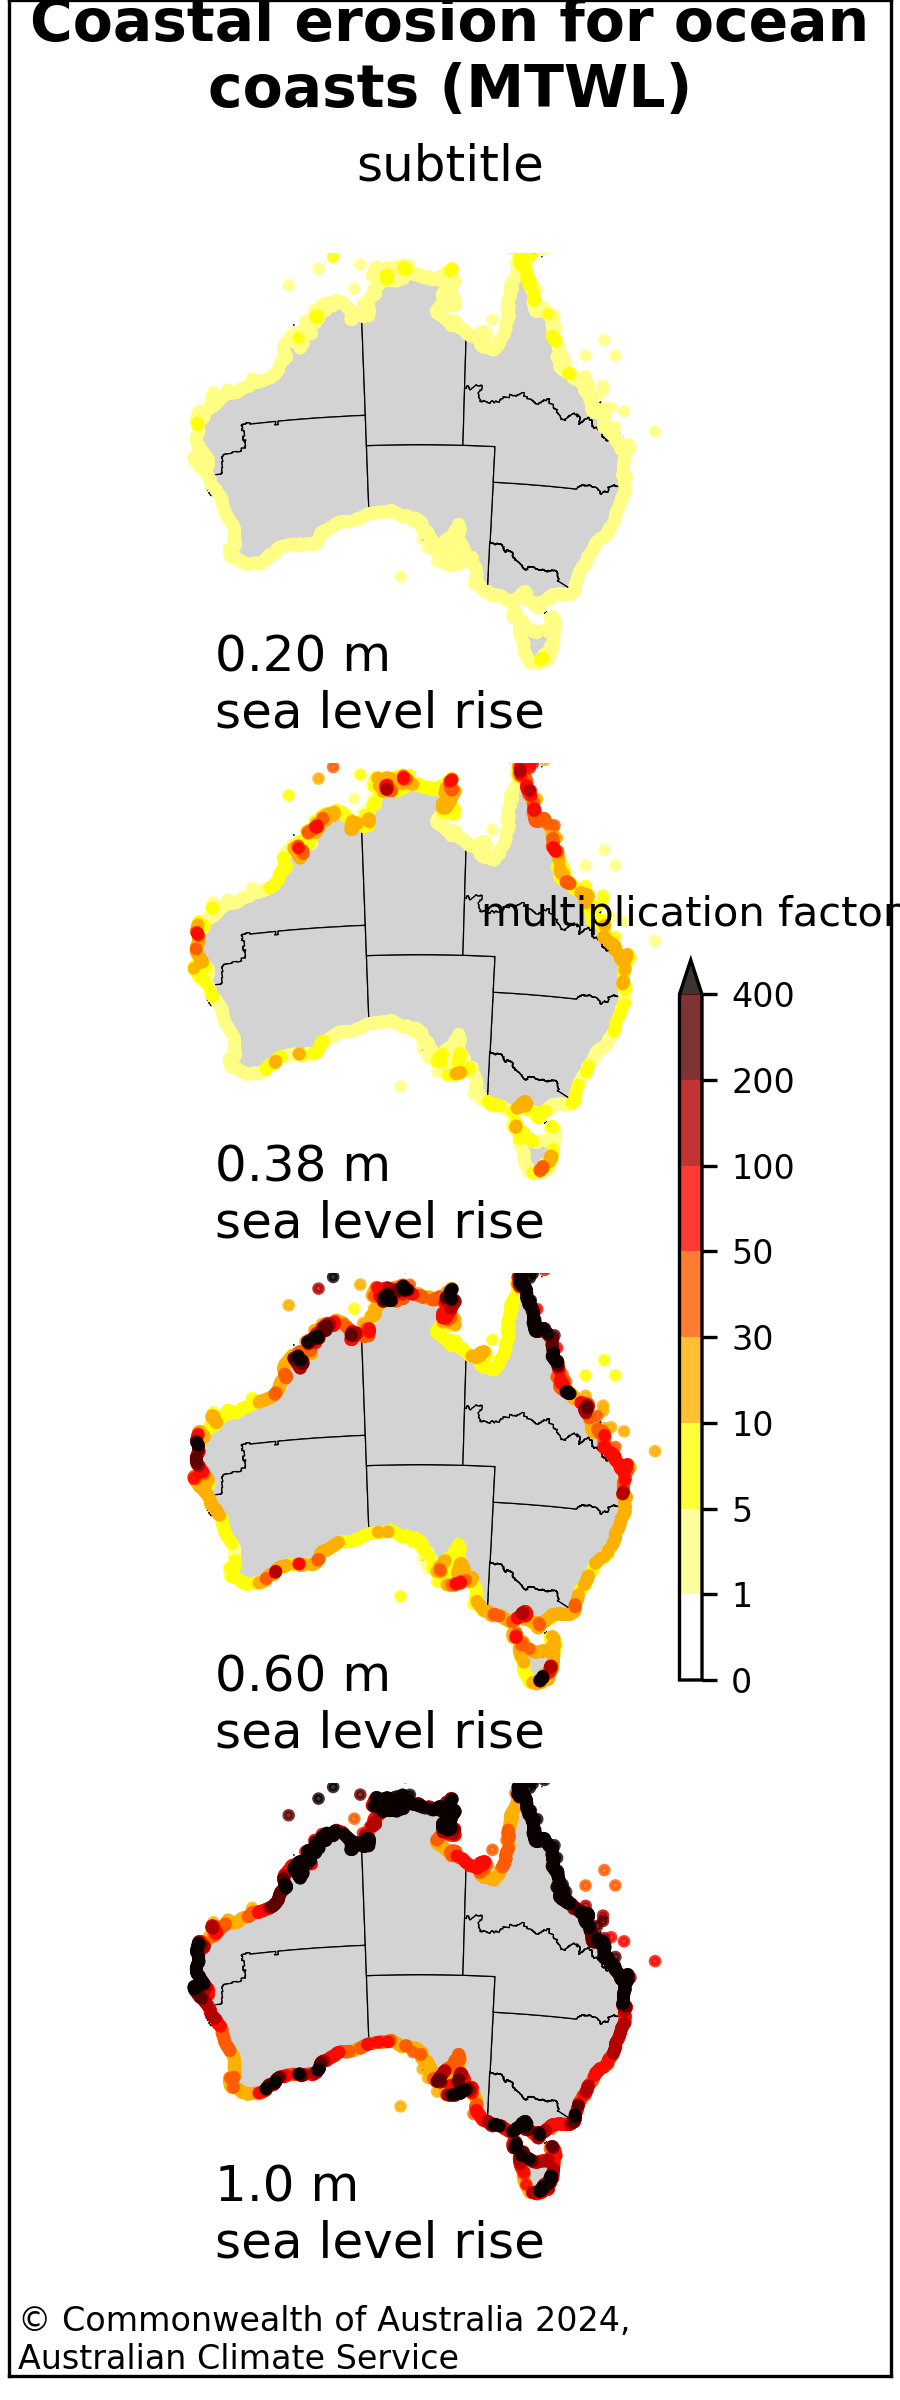 Coastal erosion for ocean
coasts (MTWL)
subtitle
0.20 m
sea level rise
0.38 m
sea level rise
multiplication factor
400
200
100
50
30
10
5
1
0
0.60 m
sea level rise
1.0 m
sea level rise
© Commonwealth of Australia 2024,
Australian Climate Service